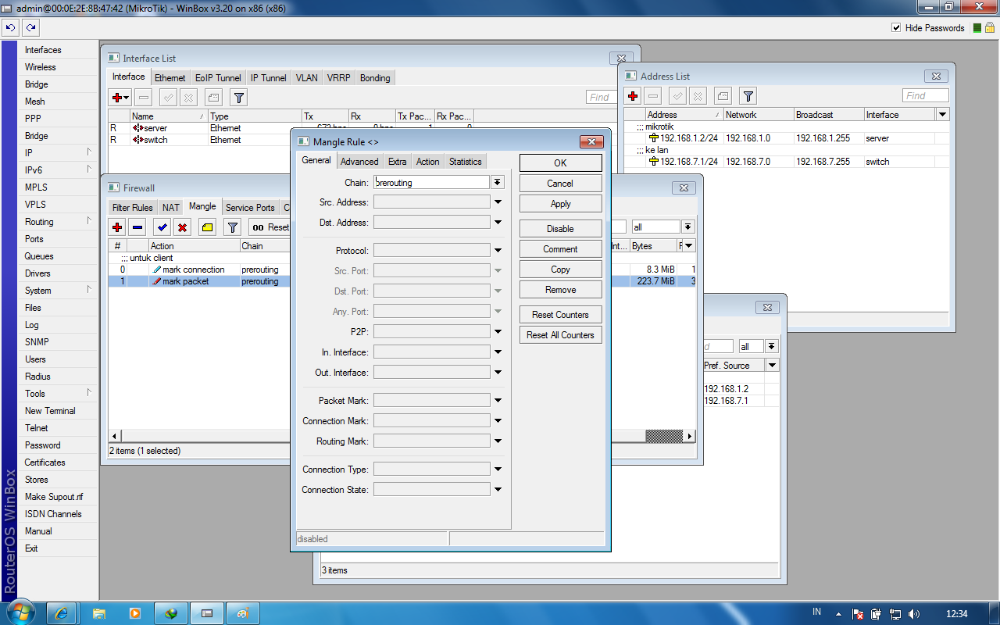 admin@00:0E:2E:8B:47:42 (MikroTik) - WinBox v3.20 on x86 (x86)
Hide Passwords
RouterOS WinBox
Interfaces
Wireless
Bridge
Mesh
PPP
Bridge
IP
IPv6
MPLS
VPLS
Routing
Ports
Queues
Drivers
System
Files
Log
SNMP
Users
Radius
Tools
New Terminal
Telnet
Password
Certificates
Stores
Make Supout.rif
ISDN Channels
Manual
Exit
Interface List
Interface Ethernet EoIP Tunnel IP Tunnel VLAN VRRP Bonding
Find
Name Type Tx Rx Tx Pac... Rx Pac...
R server Ethernet
R switch Ethernet
Address List
Find
Address Network Broadcast Interface
;;; mikrotik
192.168.1.2/24 192.168.1.0 192.168.1.255 server
;;; ke lan
192.168.7.1/24 192.168.7.0 192.168.7.255 switch
Firewall
Filter Rules NAT Mangle Service Ports C
00 Reset
all
# Action Chain Int... Bytes
;;; untuk client
0 mark connection prerouting 8.3 MiB 1
1 mark packet prerouting 223.7 MiB 3
2 items (1 selected)
Mangle Rule <>
General Advanced Extra Action Statistics
Chain: prerouting
Src. Address:
Dst. Address:
Protocol:
Src. Port:
Dst. Port:
Any. Port:
P2P:
In. Interface:
Out. Interface:
Packet Mark:
Connection Mark:
Routing Mark:
Connection Type:
Connection State:
OK
Cancel
Apply
Disable
Comment
Copy
Remove
Reset Counters
Reset All Counters
disabled
all
Pref. Source
192.168.1.2
192.168.7.1
3 items
IN
12:34